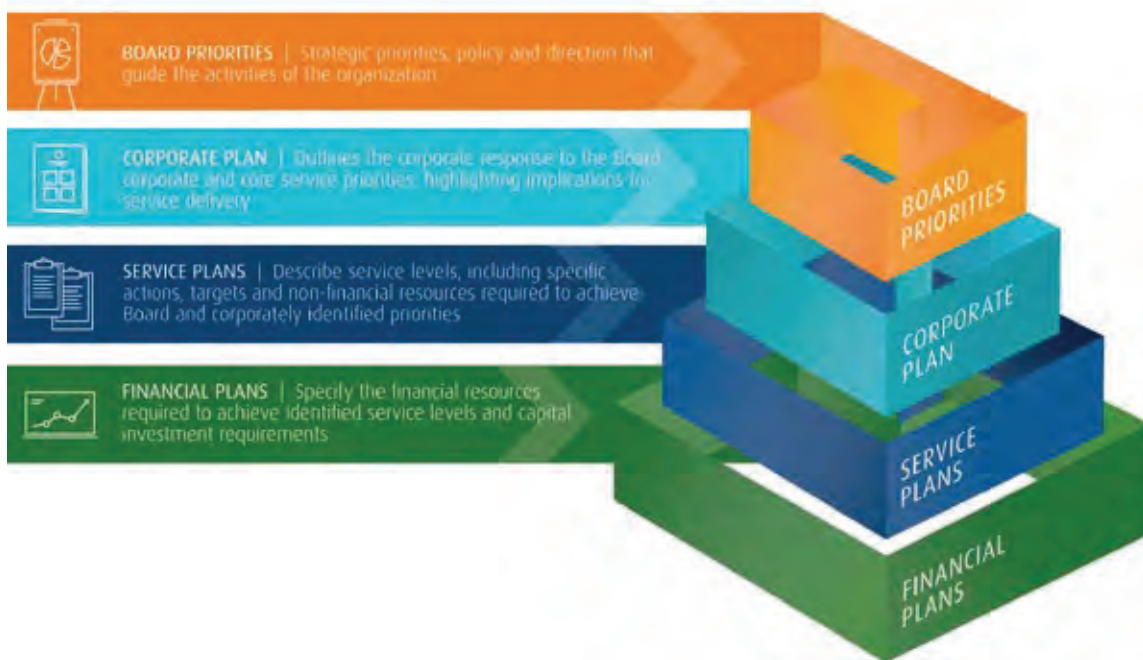 BOARD PRIORITIES | Strategic priorities, policy and direction that
guide the activities of the organization
CORPORATE PLAN | Outlines the corporate response to the Board
corporate and core service priorities, highlighting implications for
service delivery
SERVICE PLANS | Describe service levels, including specific
actions, targets and non-financial resources required to achieve
Board and corporately identified priorities
FINANCIAL PLANS | Specify the financial resources
required to achieve identified service levels and capital
investment requirements
BOARD
PRIORITIES
CORPORATE
PLAN
SERVICE
PLANS
FINANCIAL
PLANS